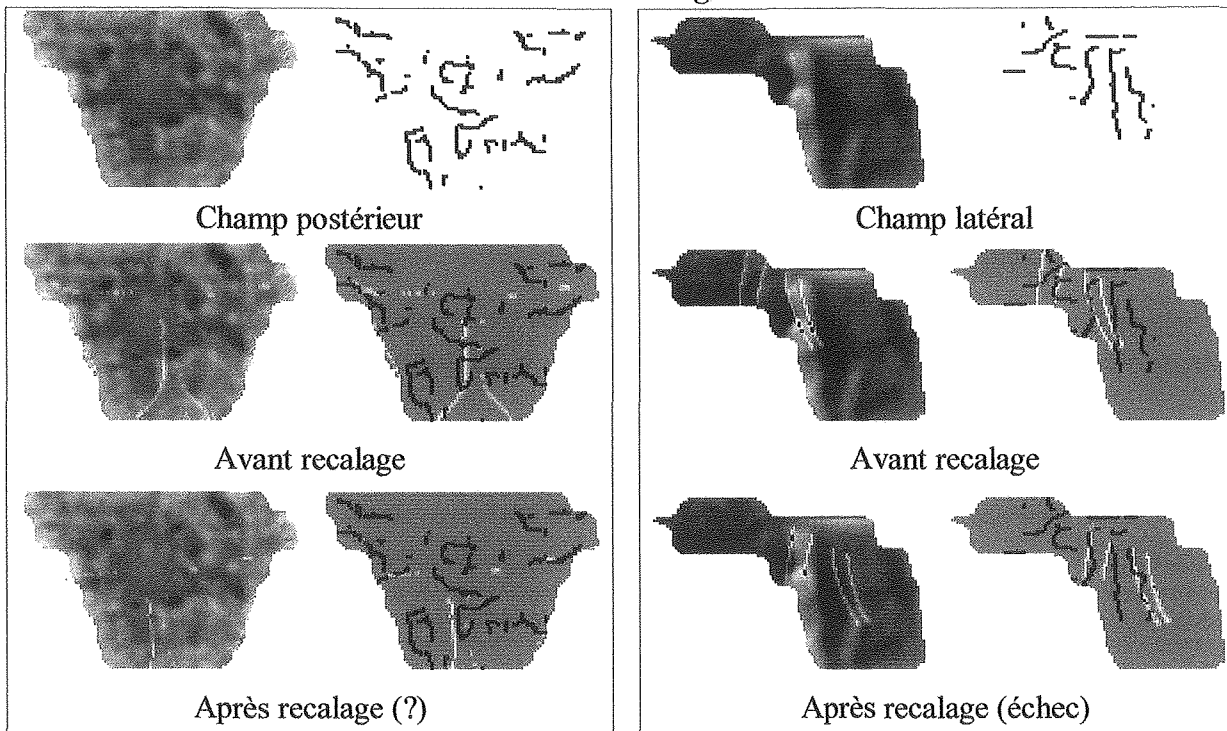 Champ postérieur
Avant recalage
Après recalage (?)
Champ latéral
Avant recalage
Après recalage (échec)